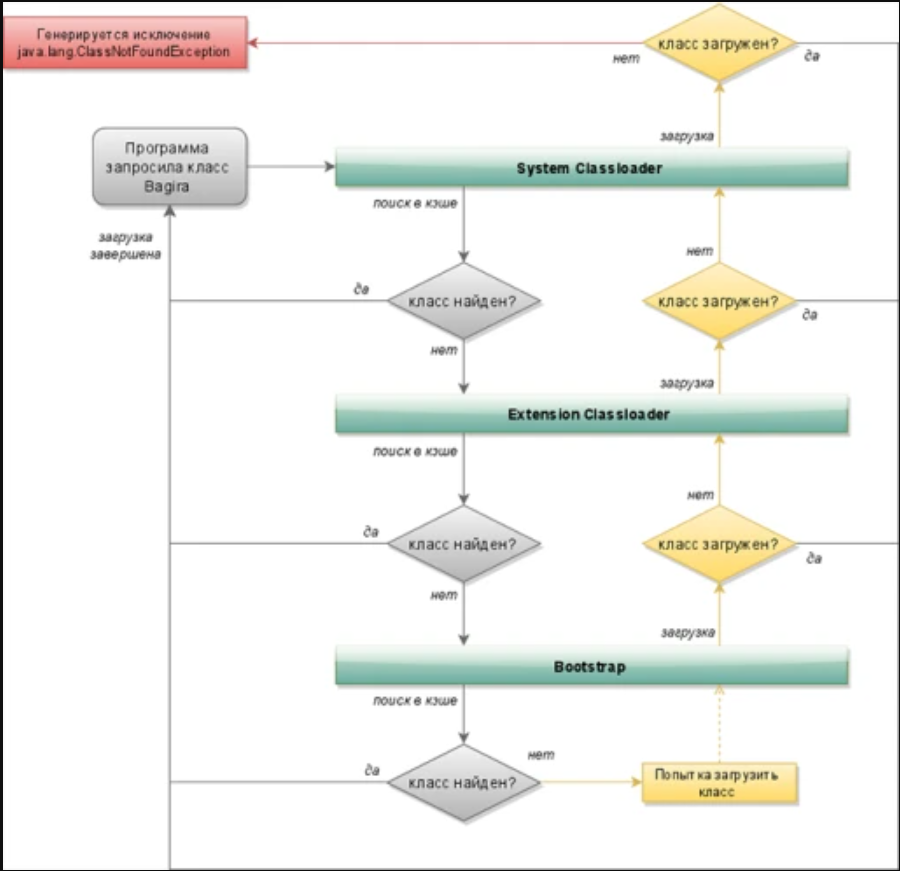 Генерируется исключение
java.lang.ClassNotFoundException
класс загружен?
нет
да
загрузка
Программа
запросила класс
Bagira
System Classloader
поиск в кэше
загрузка
завершена
нет
да
класс найден?
класс загружен?
да
нет
загрузка
Extension Classloader
поиск в кэше
нет
да
класс найден?
класс загружен?
да
нет
загрузка
Bootstrap
поиск в кэше
нет
да
класс найден?
Попытка загрузить
класс